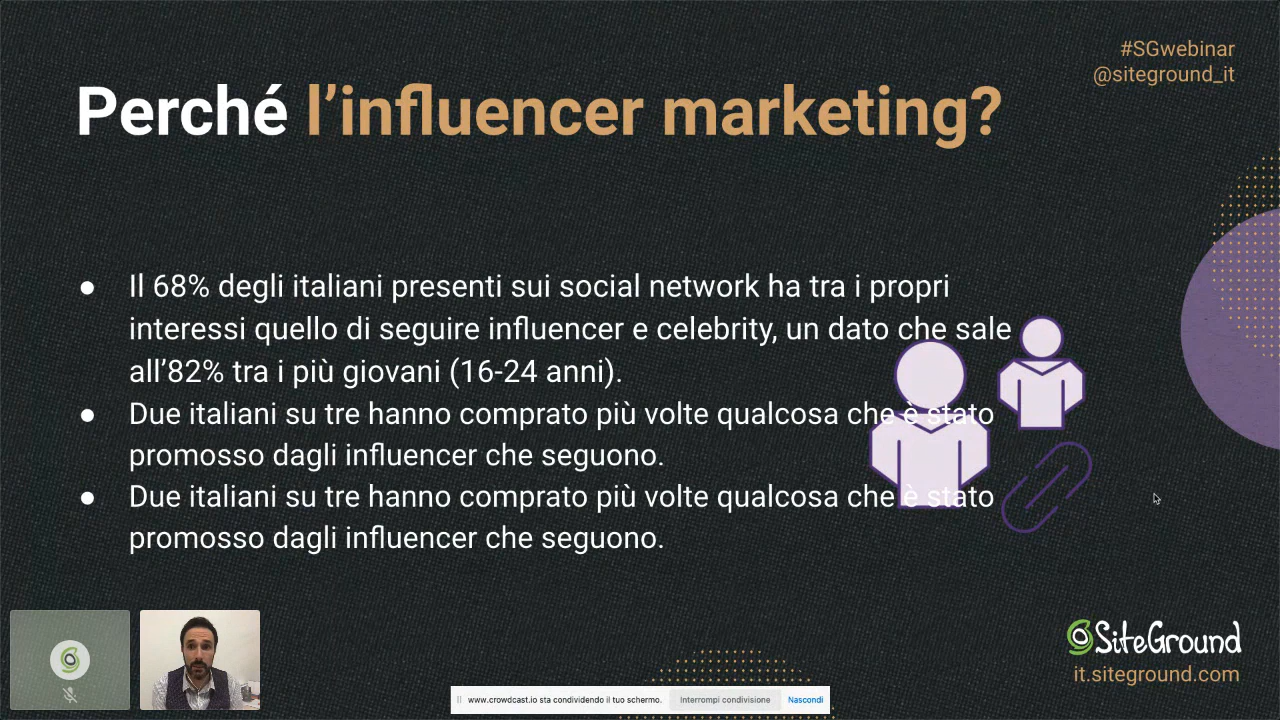 #SGwebinar
@siteground_it
Perché l’influencer marketing?
● Il 68% degli italiani presenti sui social network ha tra i propri
interessi quello di seguire influencer e celebrity, un dato che sale
all’82% tra i più giovani (16-24 anni).
● Due italiani su tre hanno comprato più volte qualcosa che è stato
promosso dagli influencer che seguono.
● Due italiani su tre hanno comprato più volte qualcosa che è stato
promosso dagli influencer che seguono.
SiteGround
it.siteground.com
www.crowdcast.io sta condividendo il tuo schermo. Interrompi condivisione Nascondi